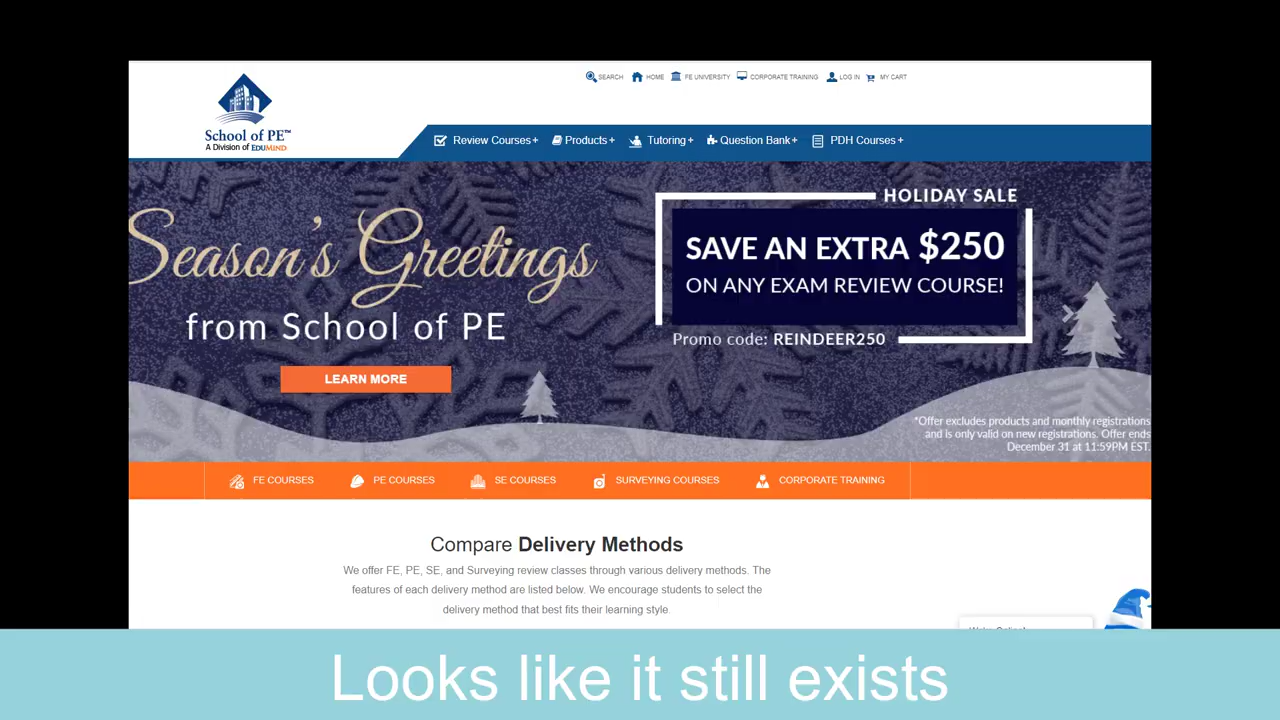 SEARCH HOME FE UNIVERSITY CORPORATE TRAINING LOG IN MY CART
School of PE™
A Division of EDUMIND
Review Courses+ Products+ Tutoring+ Question Bank+ PDH Courses+
Season's Greetings
from School of PE
LEARN MORE
HOLIDAY SALE
SAVE AN EXTRA $250
ON ANY EXAM REVIEW COURSE!
Promo code: REINDEER250
*Offer excludes products and monthly registrations
and is only valid on new registrations. Offer ends
December 31 at 11:59PM EST.
FE COURSES PE COURSES SE COURSES SURVEYING COURSES CORPORATE TRAINING
Compare Delivery Methods
We offer FE, PE, SE, and Surveying review classes through various delivery methods. The
features of each delivery method are listed below. We encourage students to select the
delivery method that best fits their learning style
Looks like it still exists